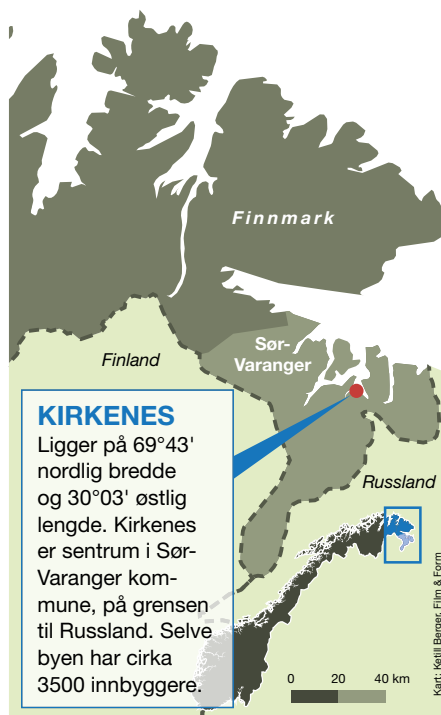 Finnmark
Sør-
Varanger
Finland
KIRKENES
Ligger på 69°43'
nordlig bredde
og 30°03' østlig
lengde. Kirkenes
er sentrum i Sør-
Varanger kom-
mune, på grensen
til Russland. Selve
byen har cirka
3500 innbyggere.
Russland
0 20 40 km
Kart: Ketill Berger, Film & Form